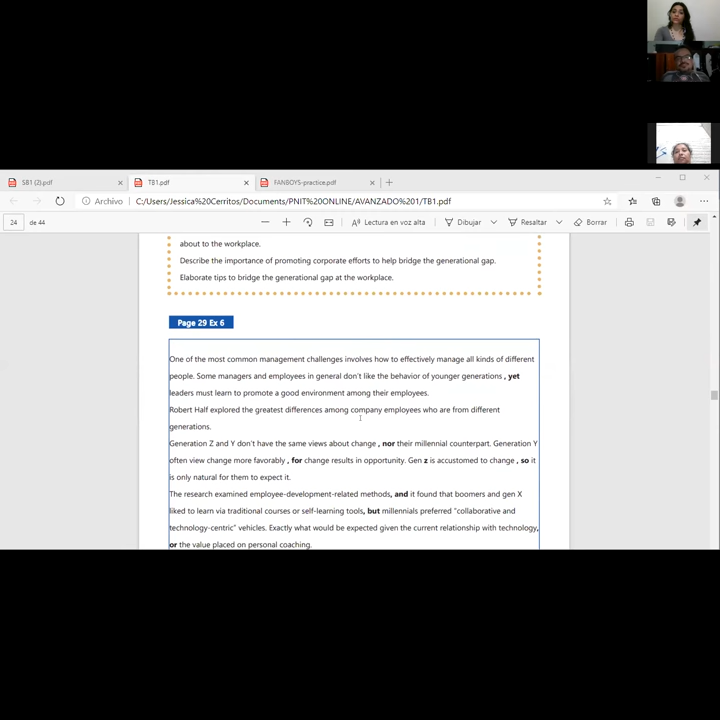 SB1 (2).pdf
TB1.pdf
FANBOYS-practice.pdf
Archivo
C:/Users/Jessica%20Cerritos/Documents/PNIT%20ONLINE/AVANZADO%201/TB1.pdf
24
de 44
Lectura en voz alta
Dibujar
Resaltar
Borrar
about to the workplace.
Describe the importance of promoting corporate efforts to help bridge the generational gap.
Elaborate tips to bridge the generational gap at the workplace.
Page 29 Ex 6
One of the most common management challenges involves how to effectively manage all kinds of different
people. Some managers and employees in general don't like the behavior of younger generations , yet
leaders must learn to promote a good environment among their employees.
Robert Half explored the greatest differences among company employees who are from different
generations.
Generation Z and Y don't have the same views about change , nor their millennial counterpart. Generation Y
often view change more favorably , for change results in opportunity. Gen z is accustomed to change , so it
is only natural for them to expect it.
The research examined employee-development-related methods, and it found that boomers and gen X
liked to learn via traditional courses or self-learning tools, but millennials preferred "collaborative and
technology-centric" vehicles. Exactly what would be expected given the current relationship with technology,
or the value placed on personal coaching.